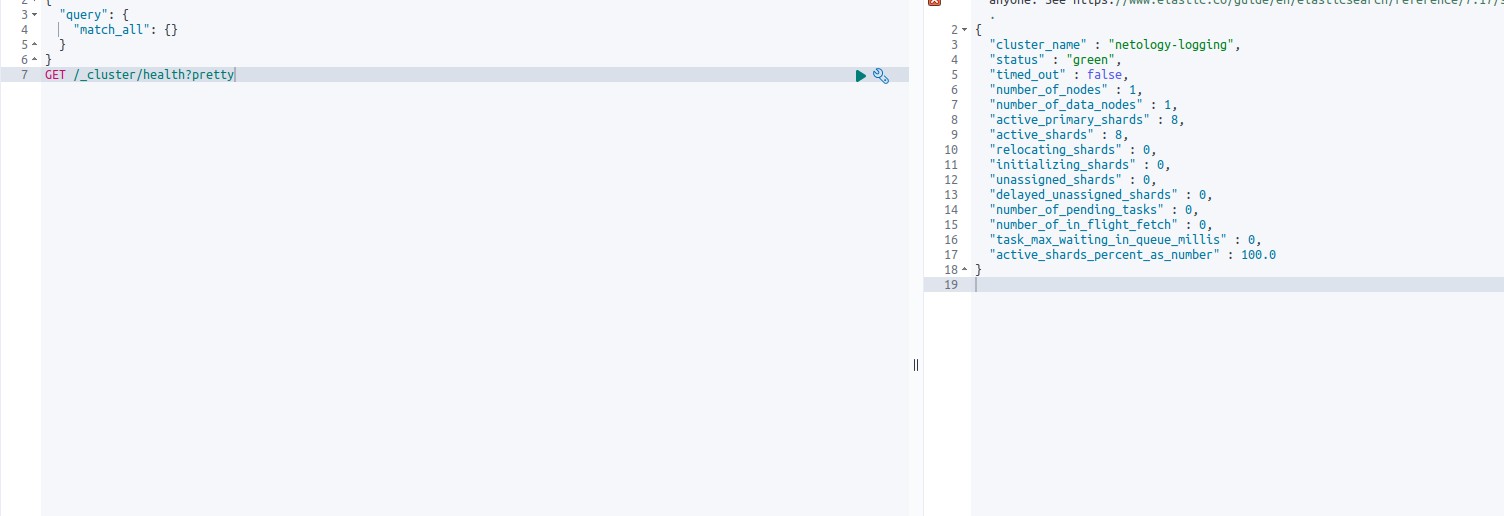 2 {
3 "query": {
4 "match_all": {}
5 }
6 }
7 GET /_cluster/health?pretty
anyone. See https://www.elastic.co/guide/en/elasticsearch/reference/7.17/s
.
2 {
3 "cluster_name" : "netology-logging",
4 "status" : "green",
5 "timed_out" : false,
6 "number_of_nodes" : 1,
7 "number_of_data_nodes" : 1,
8 "active_primary_shards" : 8,
9 "active_shards" : 8,
10 "relocating_shards" : 0,
11 "initializing_shards" : 0,
12 "unassigned_shards" : 0,
13 "delayed_unassigned_shards" : 0,
14 "number_of_pending_tasks" : 0,
15 "number_of_in_flight_fetch" : 0,
16 "task_max_waiting_in_queue_millis" : 0,
17 "active_shards_percent_as_number" : 100.0
18 }
19